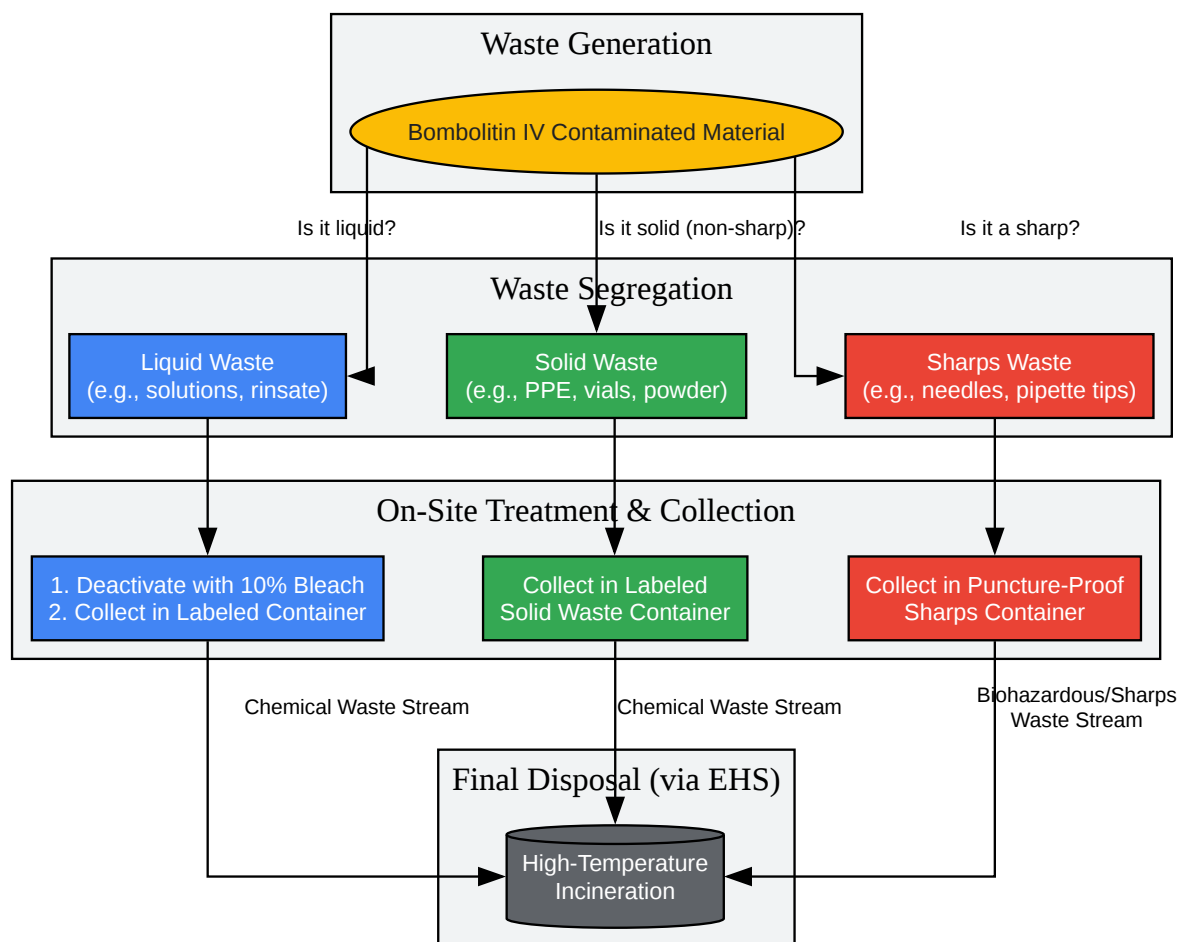 Waste Generation
Bombolitin IV Contaminated Material
Is it liquid?
Is it solid (non-sharp)?
Is it a sharp?
Waste Segregation
Liquid Waste
(e.g., solutions, rinsate)
Solid Waste
(e.g., PPE, vials, powder)
Sharps Waste
(e.g., needles, pipette tips)
On-Site Treatment & Collection
1. Deactivate with 10% Bleach
2. Collect in Labeled Container
Collect in Labeled
Solid Waste Container
Collect in Puncture-Proof
Sharps Container
Chemical Waste Stream
Chemical Waste Stream
Biohazardous/Sharps
Waste Stream
Final Disposal (via EHS)
High-Temperature
Incineration